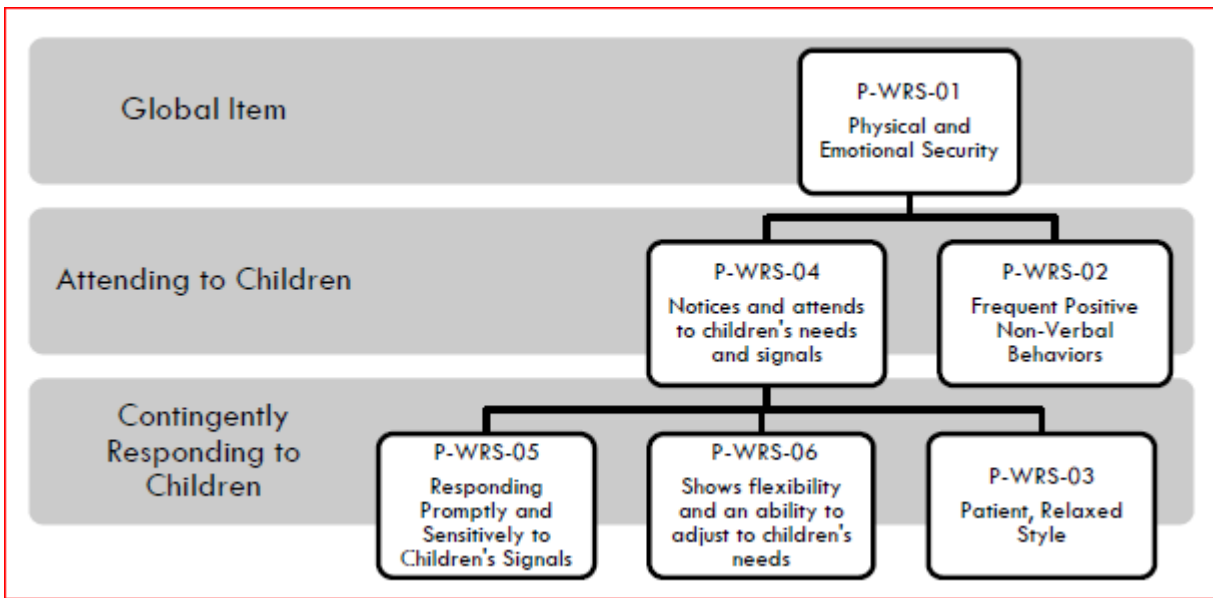 Global Item
P-WRS-01
Physical and
Emotional Security
Attending to Children
P-WRS-04
Notices and attends
to children's needs
and signals
P-WRS-02
Frequent Positive
Non-Verbal
Behaviors
Contingently
Responding to
Children
P-WRS-05
Responding
Promptly and
Sensitively to
Children's Signals
P-WRS-06
Shows flexibility
and an ability to
adjust to children's
needs
P-WRS-03
Patient, Relaxed
Style